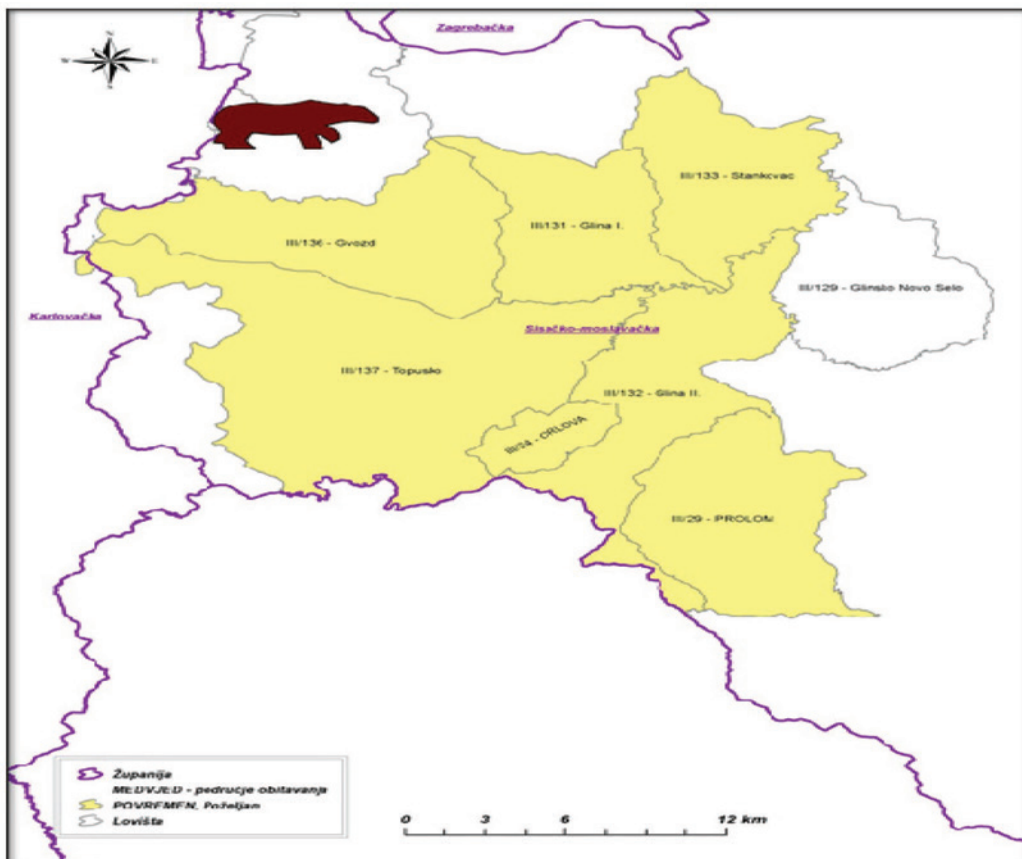 Zagrebačka
N
W
E
S
III/133 - Stankovac
III/131 - Glina I.
III/136 - Gvozd
III/129 - Glinsko Novo Selo
Karlovačka
Sisačko-moslavačka
III/137 - Topusko
III/132 - Glina II.
III/34 - ORLOVA
III/29 - PROLOM
Županija
MEDVJED - područje obitavanja
POVREMEN, Poželjan
Lovišta
0 3 6 12 km